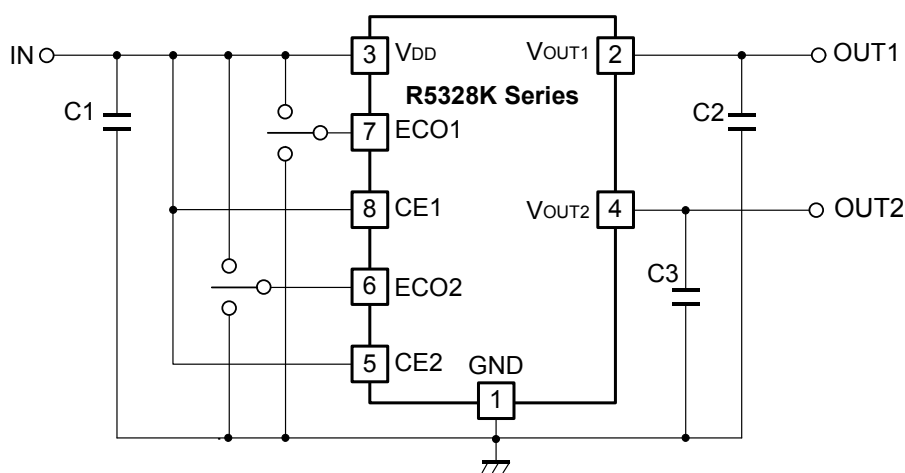 IN
3
VDD
VOUT1
2
OUT1
R5328K Series
C1
C2
7
ECO1
8
CE1
VOUT2
4
OUT2
6
ECO2
C3
5
CE2
GND
1